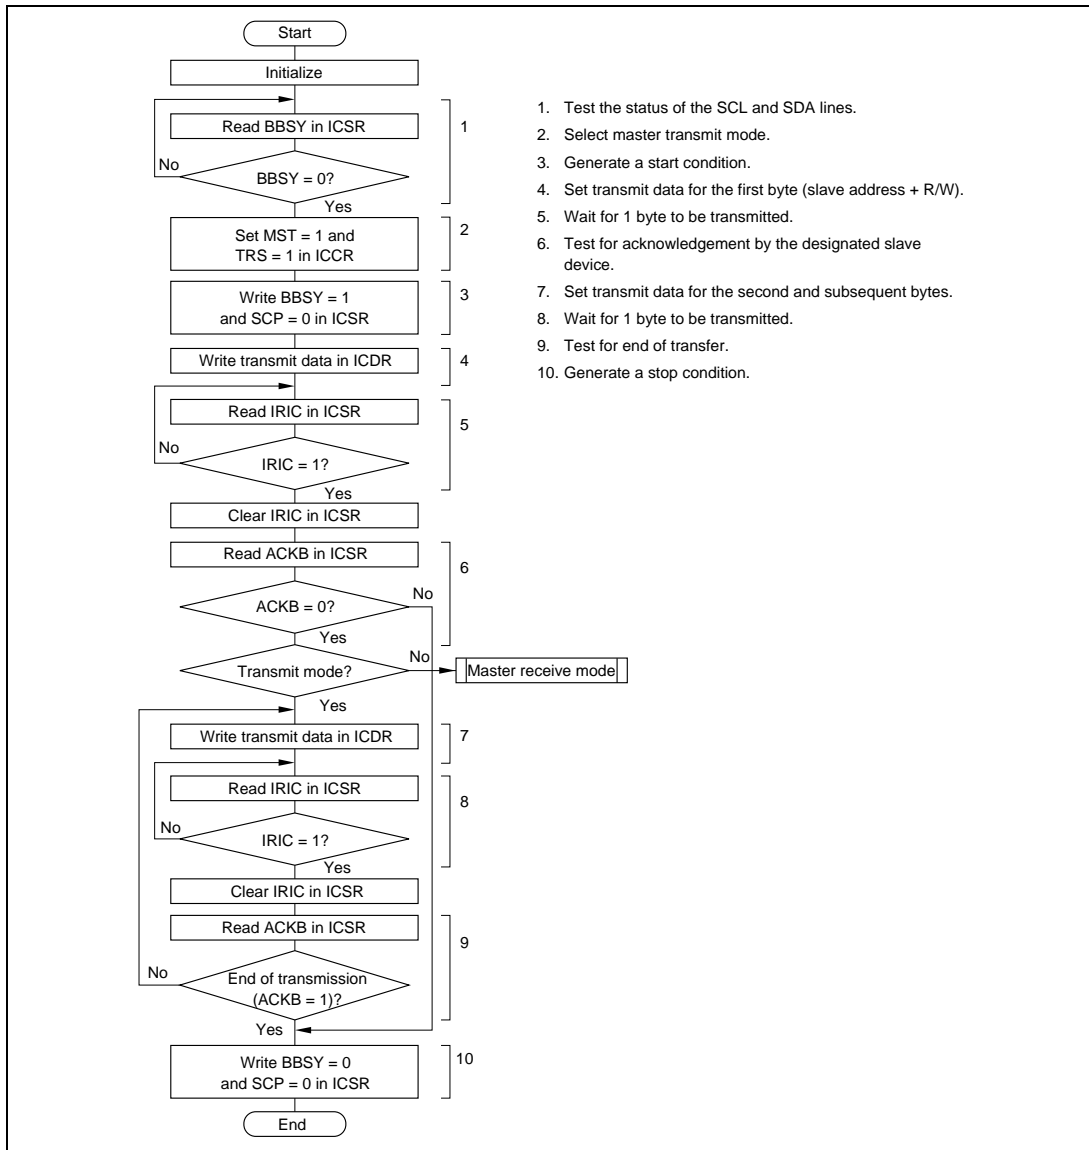 Start
Initialize
Read BBSY in ICSR
1
No
BBSY = 0?
Yes
Set MST = 1 and
TRS = 1 in ICCR
2
Write BBSY = 1
and SCP = 0 in ICSR
3
Write transmit data in ICDR
4
Read IRIC in ICSR
5
No
IRIC = 1?
Yes
Clear IRIC in ICSR
Read ACKB in ICSR
6
No
ACKB = 0?
Yes
No
Transmit mode?
Master receive mode
Yes
Write transmit data in ICDR
7
Read IRIC in ICSR
8
No
IRIC = 1?
Yes
Clear IRIC in ICSR
Read ACKB in ICSR
9
No
End of transmission
(ACKB = 1)?
Yes
Write BBSY = 0
and SCP = 0 in ICSR
10
End
1. Test the status of the SCL and SDA lines.
2. Select master transmit mode.
3. Generate a start condition.
4. Set transmit data for the first byte (slave address + R/W).
5. Wait for 1 byte to be transmitted.
6. Test for acknowledgement by the designated slave
device.
7. Set transmit data for the second and subsequent bytes.
8. Wait for 1 byte to be transmitted.
9. Test for end of transfer.
10. Generate a stop condition.